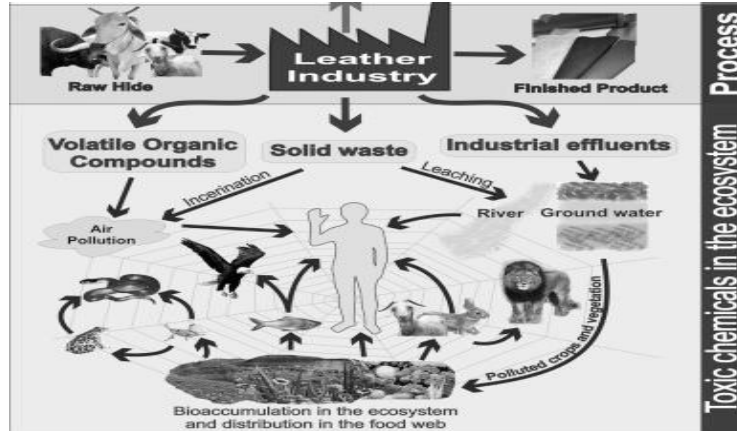 Leather
Industry
Raw Hide
Finished Product
Process
Volatile Organic
Compounds
Solid waste
Industrial effluents
Incerination
Leaching
Air
Pollution
River
Ground water
Polluted crops and vegetation
Bioaccumulation in the ecosystem
and distribution in the food web
Toxic chemicals in the ecosystem